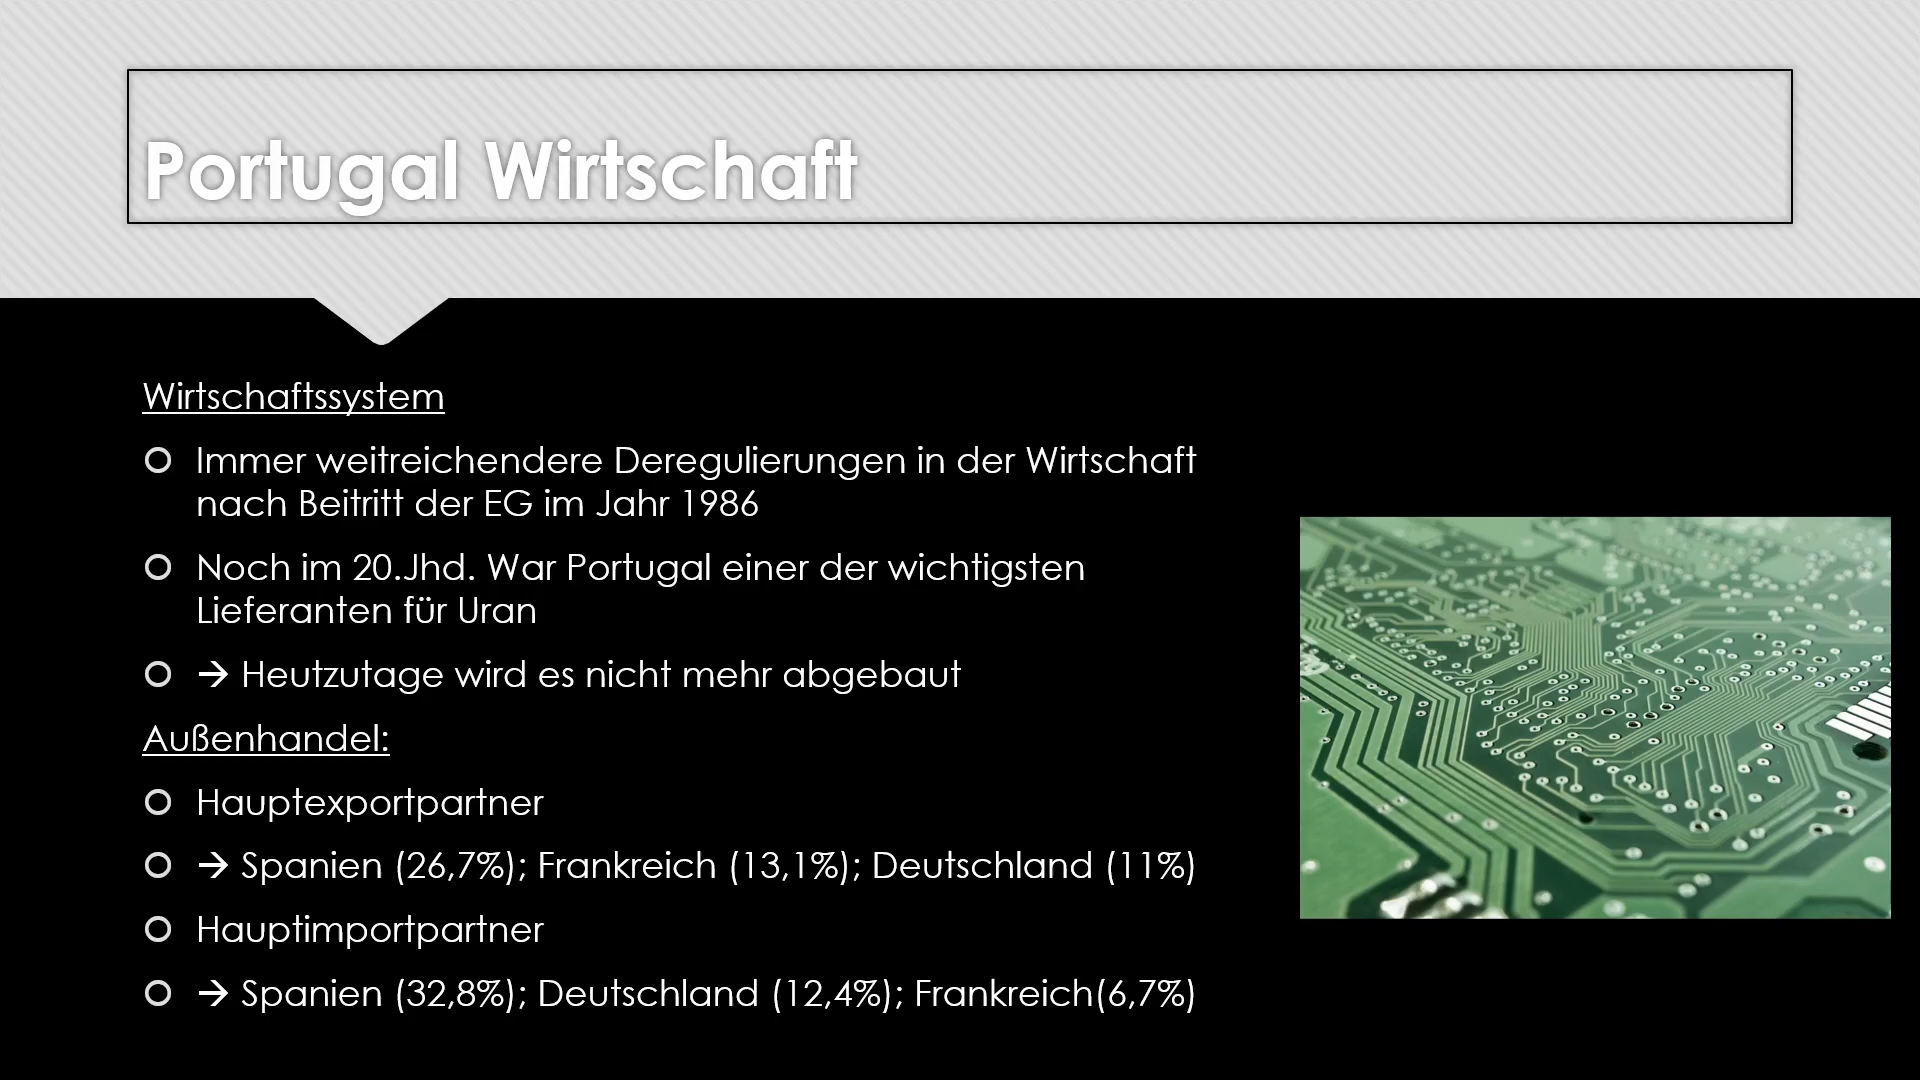 Portugal Wirtschaft
Wirtschaftssystem
Immer weitreichendere Deregulierungen in der Wirtschaft
nach Beitritt der EG im Jahr 1986
Noch im 20.Jhd. War Portugal einer der wichtigsten
Lieferanten für Uran
→ Heutzutage wird es nicht mehr abgebaut
Außenhandel:
Hauptexportpartner
→ Spanien (26,7%); Frankreich (13,1%); Deutschland (11%)
Hauptimportpartner
→ Spanien (32,8%); Deutschland (12,4%); Frankreich(6,7%)